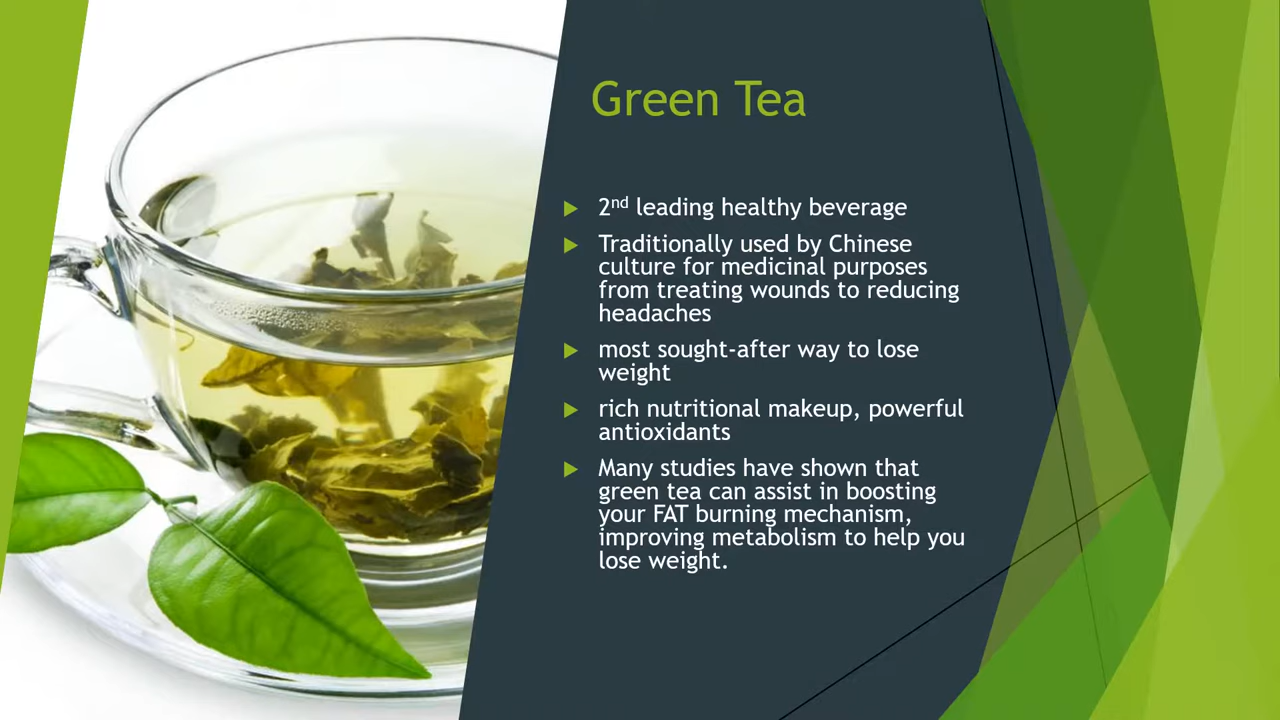 Green Tea
2nd leading healthy beverage
Traditionally used by Chinese
culture for medicinal purposes
from treating wounds to reducing
headaches
most sought-after way to lose
weight
rich nutritional makeup, powerful
antioxidants
Many studies have shown that
green tea can assist in boosting
your FAT burning mechanism,
improving metabolism to help you
lose weight.